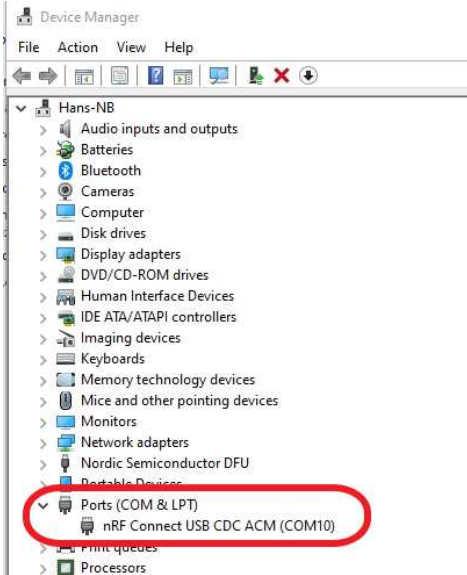 Device Manager
File Action View Help
Hans-NB
Audio inputs and outputs
Batteries
Bluetooth
Cameras
Computer
Disk drives
Display adapters
DVD/CD-ROM drives
Human Interface Devices
IDE ATA/ATAPI controllers
Imaging devices
Keyboards
Memory technology devices
Mice and other pointing devices
Monitors
Network adapters
Nordic Semiconductor DFU
Portable Devices
Ports (COM & LPT)
nRF Connect USB CDC ACM (COM10)
Print queues
Processors